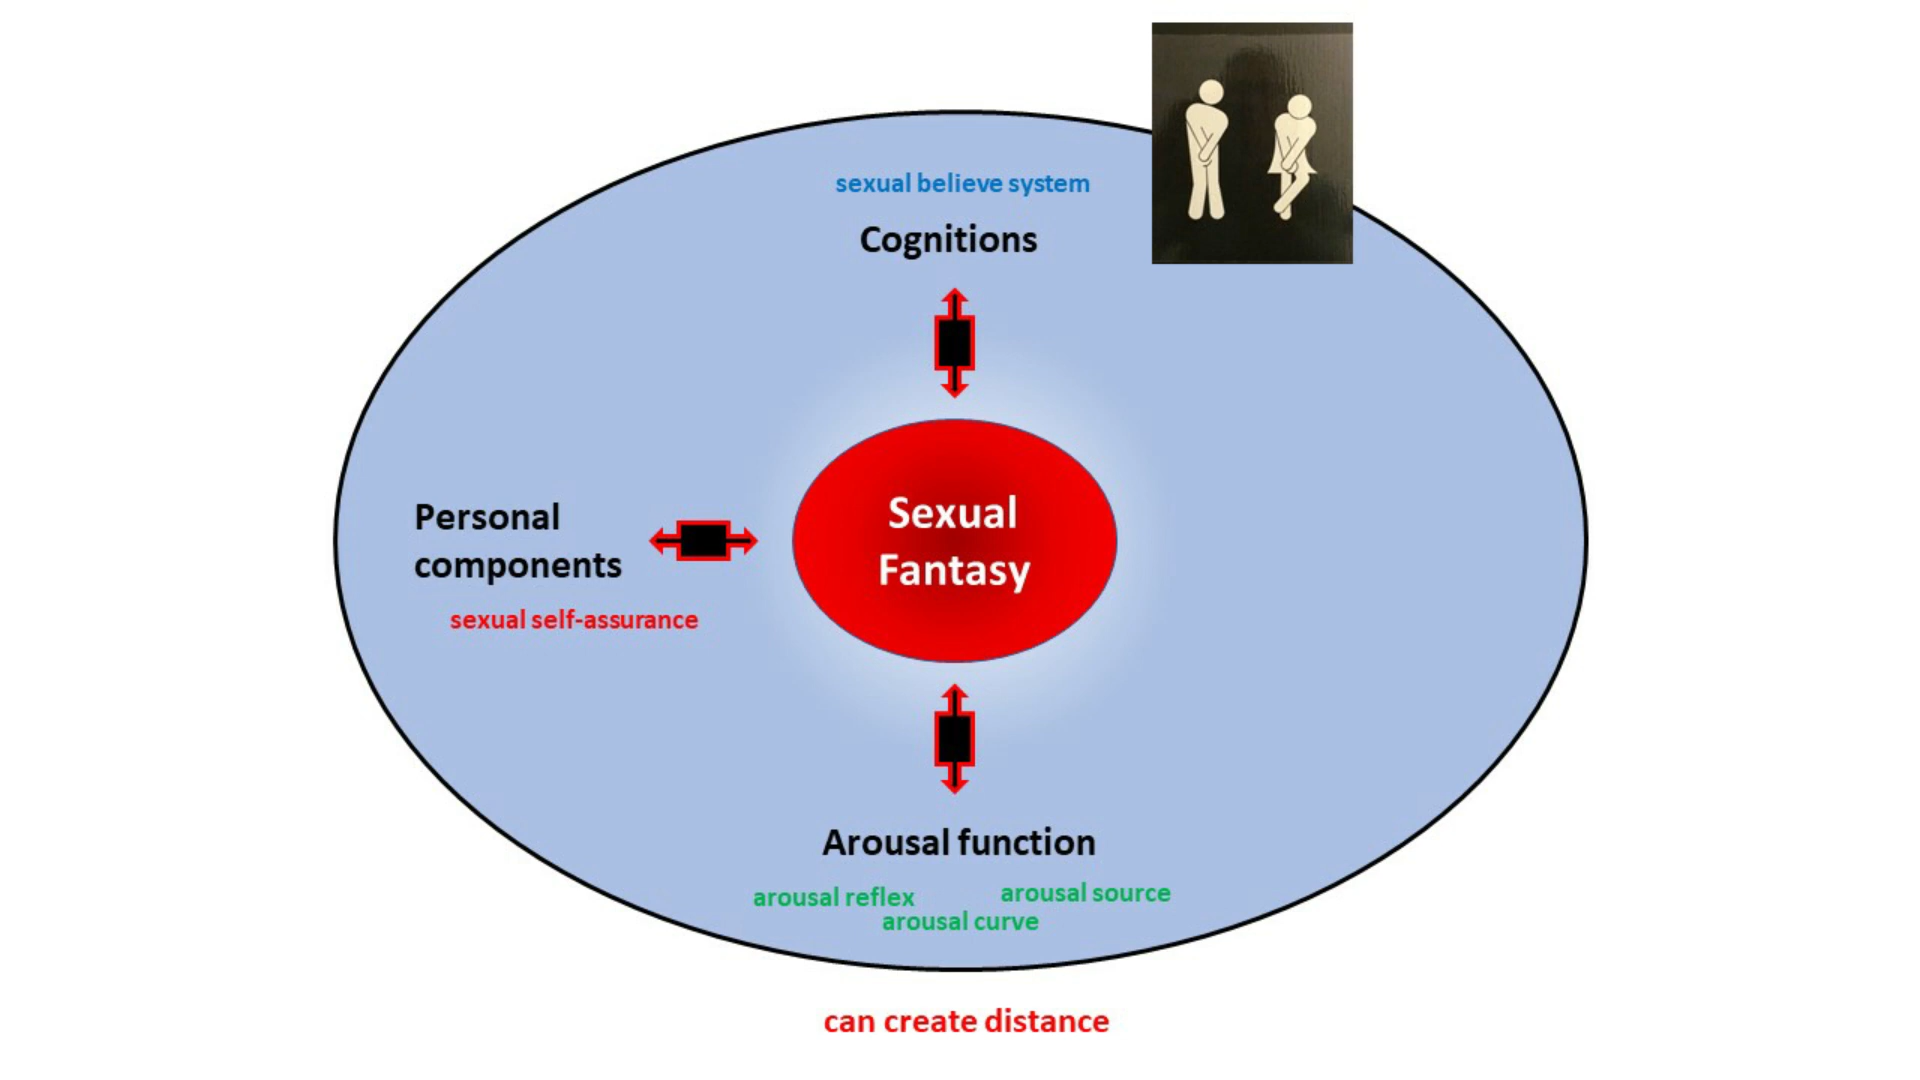 sexual believe system
Cognitions
Personal
components
sexual self-assurance
Sexual
Fantasy
Arousal function
arousal reflex
arousal source
arousal curve
can create distance